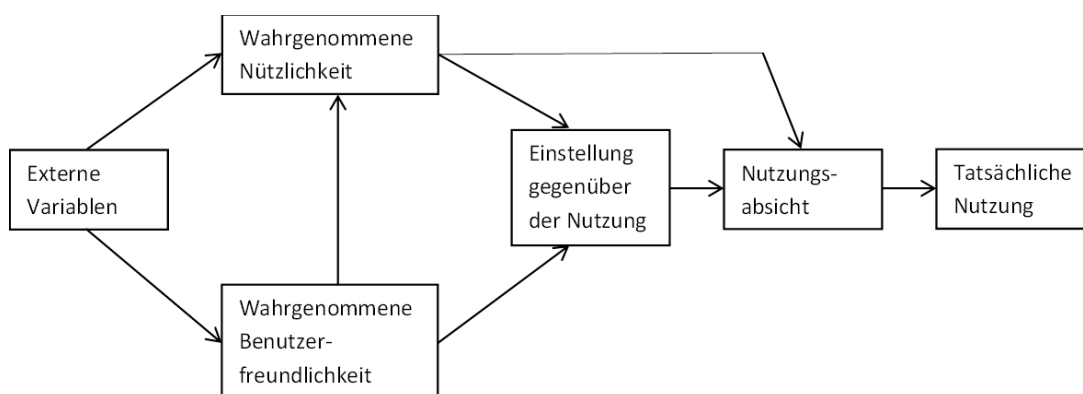 Wahrgenommene
Nützlichkeit
Externe
Variablen
Einstellung
gegenüber
der Nutzung
Nutzungs-
absicht
Tatsächliche
Nutzung
Wahrgenommene
Benutzer-
freundlichkeit